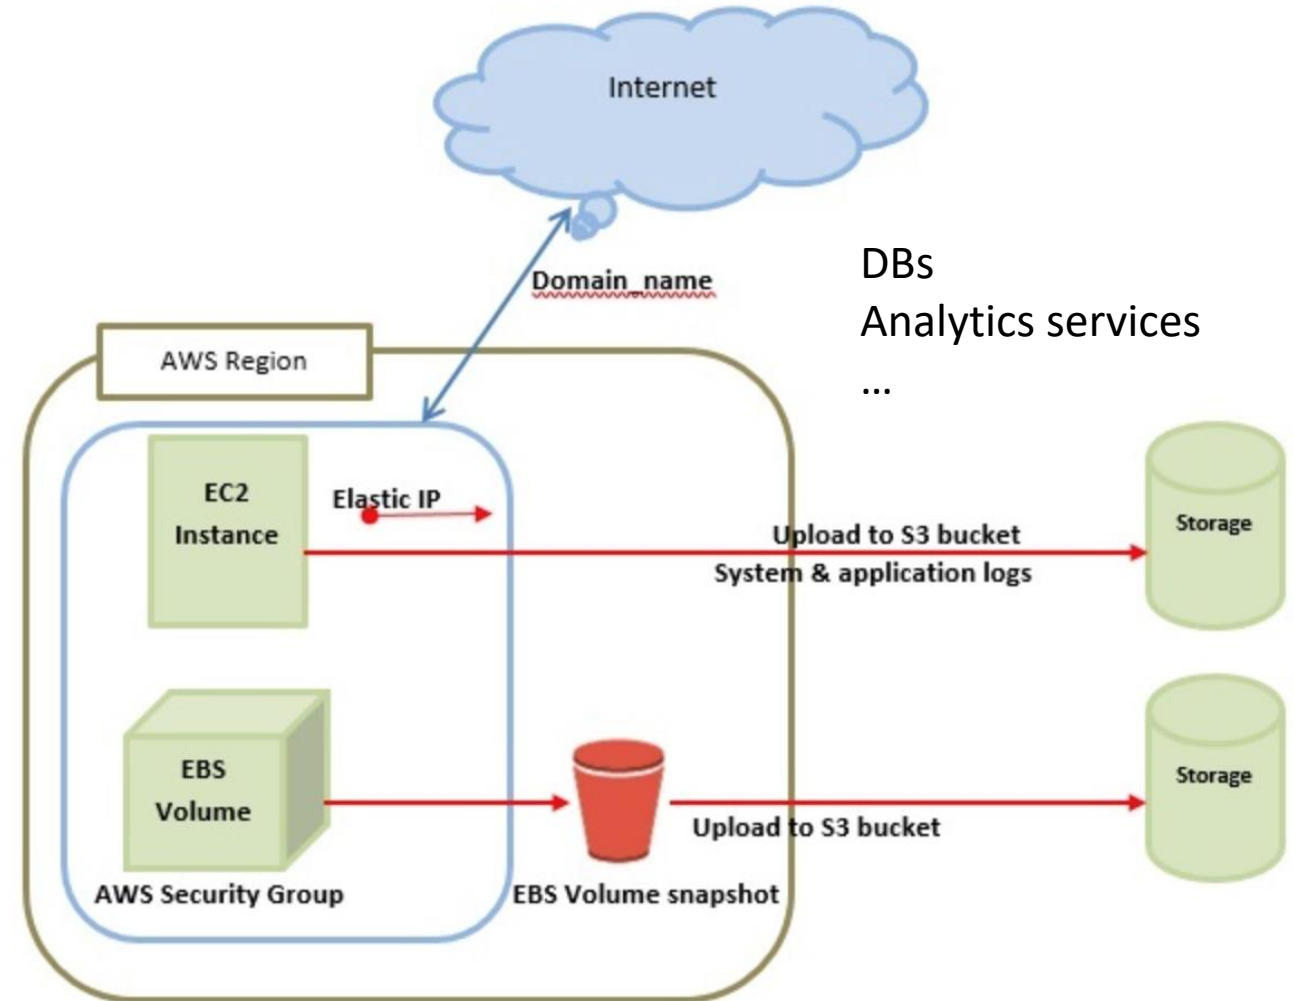 Internet
Domain_name
DBs
Analytics services
...
AWS Region
EC2
Instance
Elastic IP
Upload to S3 bucket
System & application logs
Storage
EBS
Volume
AWS Security Group
EBS Volume snapshot
Upload to S3 bucket
Storage